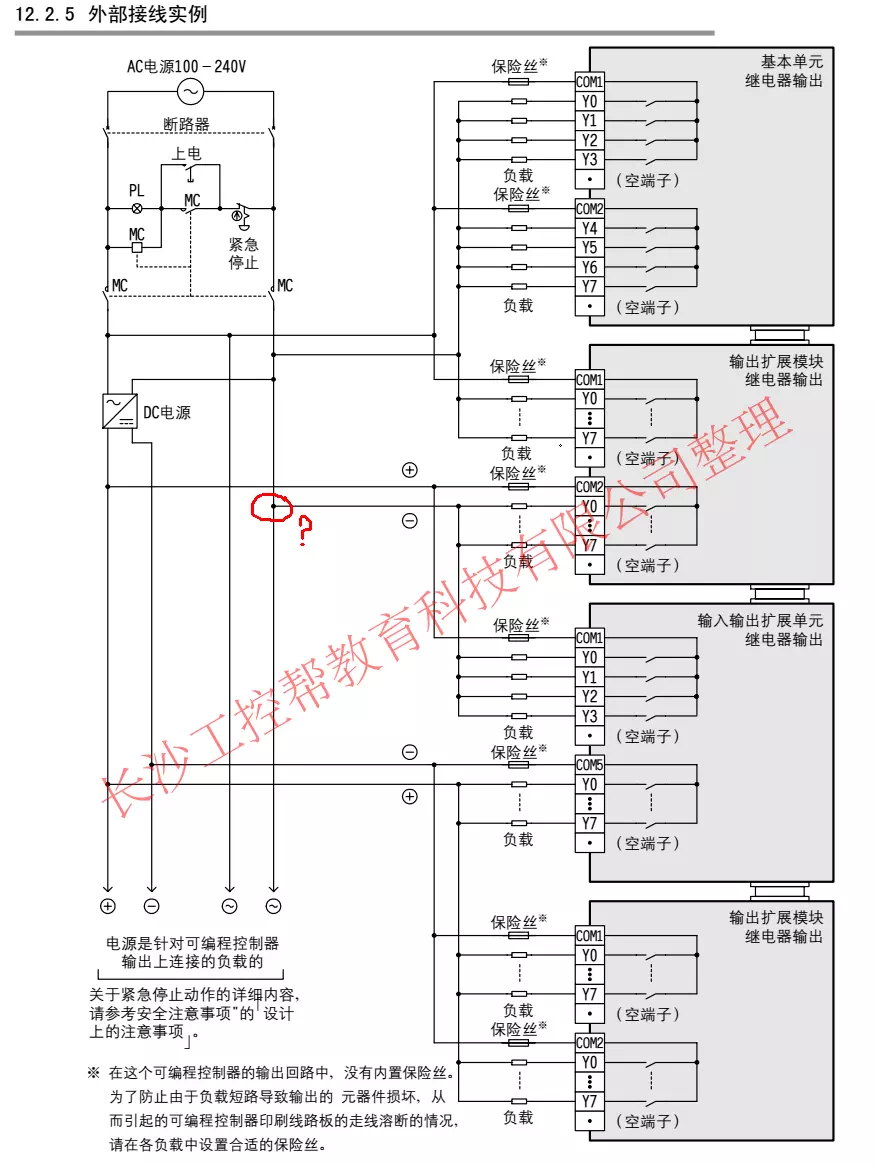 12.2.5 外部接线实例
AC电源100-240V
断路器
上电
PL
MC
MC
紧急
停止
MC
MC
DC电源
?
保险丝※
COM1
Y0
Y1
Y2
Y3
负载
(空端子)
保险丝※
COM2
Y4
Y5
Y6
Y7
负载
(空端子)
基本单元
继电器输出
保险丝※
COM1
Y0
Y7
负载
(空端子)
保险丝※
COM2
Y0
Y7
负载
(空端子)
输出扩展模块
继电器输出
+
-
保险丝※
COM1
Y0
Y1
Y2
Y3
负载
(空端子)
保险丝※
COM5
Y0
Y7
负载
(空端子)
输入输出扩展单元
继电器输出
-
+
保险丝※
COM1
Y0
Y7
负载
(空端子)
保险丝※
COM2
Y0
Y7
负载
(空端子)
输出扩展模块
继电器输出
+ - ~ ~
电源是针对可编程控制器
输出上连接的负载的
关于紧急停止动作的详细内容,
请参考安全注意事项”的「设计
上的注意事项」。
※ 在这个可编程控制器的输出回路中,没有内置保险丝。
为了防止由于负载短路导致输出的 元器件损坏,从
而引起的可编程控制器印刷线路板的走线溶断的情况,
请在各负载中设置合适的保险丝。
长沙工控帮教育科技有限公司整理